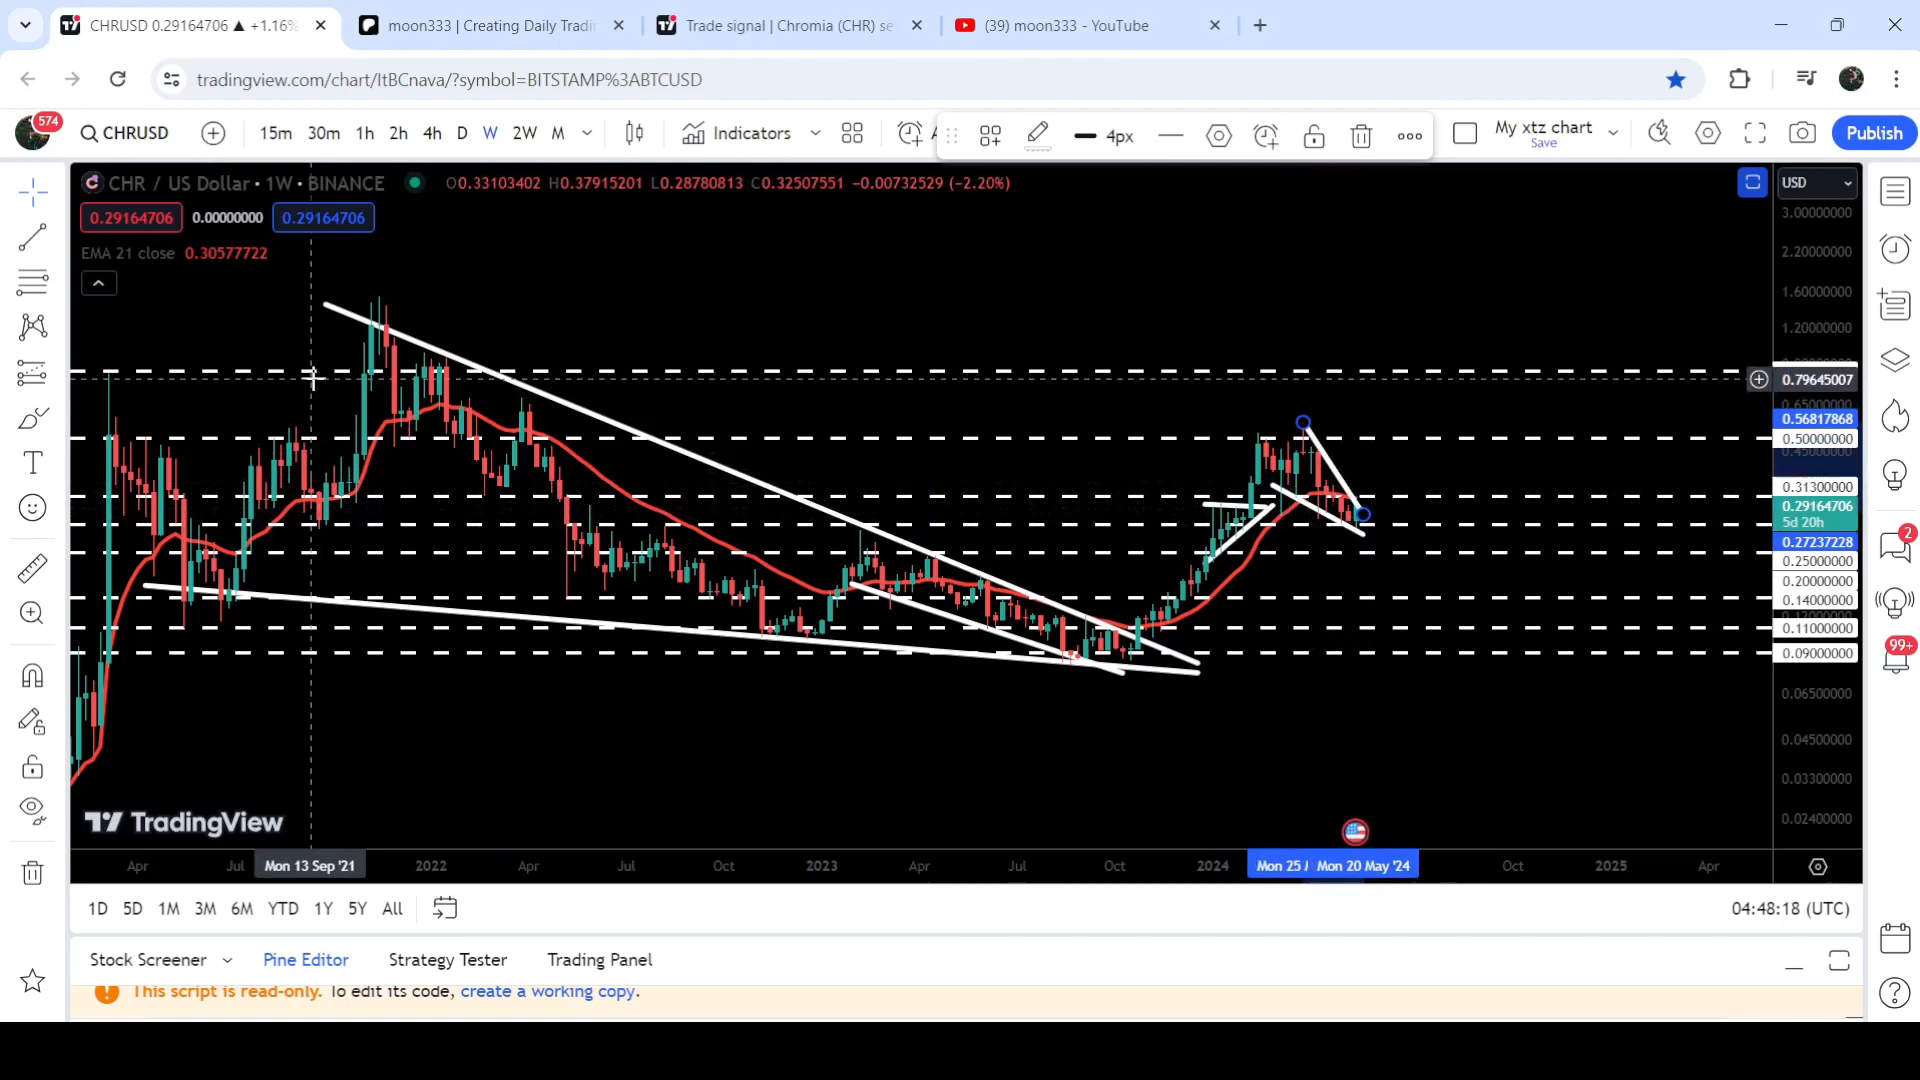 CHRUSD 0.29164706 ▲ +1.16%
moon333 | Creating Daily Tradin
Trade signal | Chromia (CHR) se
(39) moon333 - YouTube
tradingview.com/chart/ItBCnava/?symbol=BITSTAMP%3ABTCUSD
574
CHRUSD
15m 30m 1h 2h 4h D W 2W M
Indicators
4px
My xtz chart
Save
Publish
CHR / US Dollar • 1W • BINANCE
O0.33103402 H0.37915201 L0.28780813 C0.32507551 −0.00732529 (−2.20%)
USD
0.29164706 0.00000000 0.29164706
EMA 21 close 0.30577722
3.00000000
2.20000000
1.60000000
1.20000000
0.79645007
0.56817868
0.50000000
0.45000000
0.31300000
0.29164706
5d 20h
0.27237228
0.25000000
0.20000000
0.14000000
0.11000000
0.09000000
0.06500000
0.04500000
0.03300000
0.02400000
2
99+
TradingView
Apr Jul Mon 13 Sep '21 2022 Apr Jul Oct 2023 Apr Jul Oct 2024 Mon 25 Mon 20 May '24 Oct 2025 Apr
1D 5D 1M 3M 6M YTD 1Y 5Y All
04:48:18 (UTC)
Stock Screener Pine Editor Strategy Tester Trading Panel
This script is read-only. To edit its code, create a working copy.